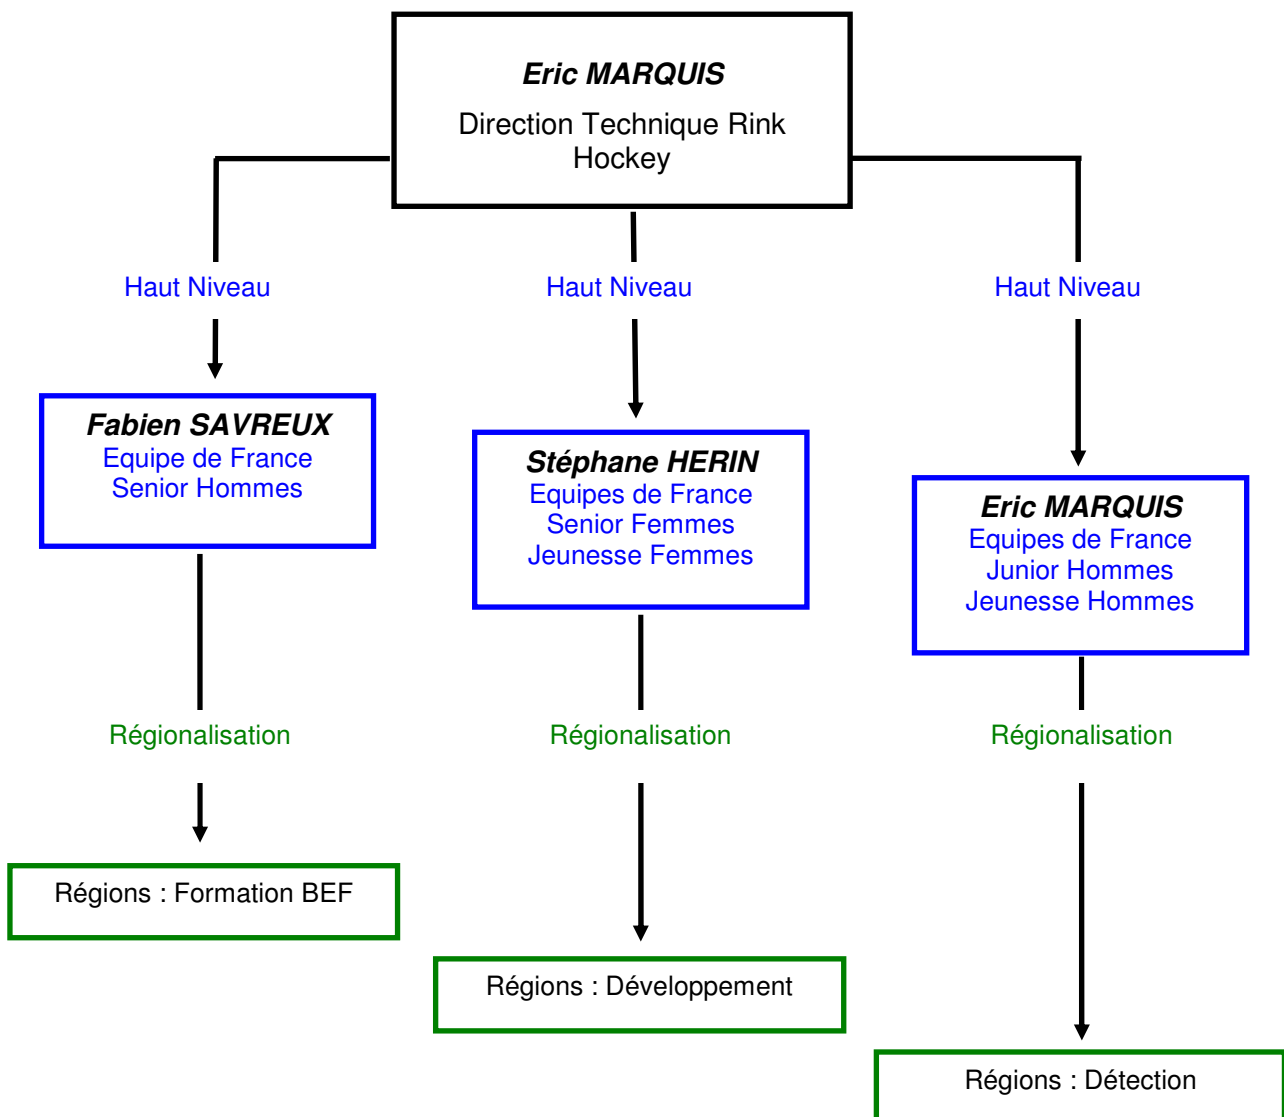 Eric MARQUIS
Direction Technique Rink
Hockey
Haut Niveau
Haut Niveau
Haut Niveau
Fabien SAVREUX
Equipe de France
Senior Hommes
Stéphane HERIN
Equipes de France
Senior Femmes
Jeunesse Femmes
Eric MARQUIS
Equipes de France
Junior Hommes
Jeunesse Hommes
Régionalisation
Régionalisation
Régionalisation
Régions : Formation BEF
Régions : Développement
Régions : Détection